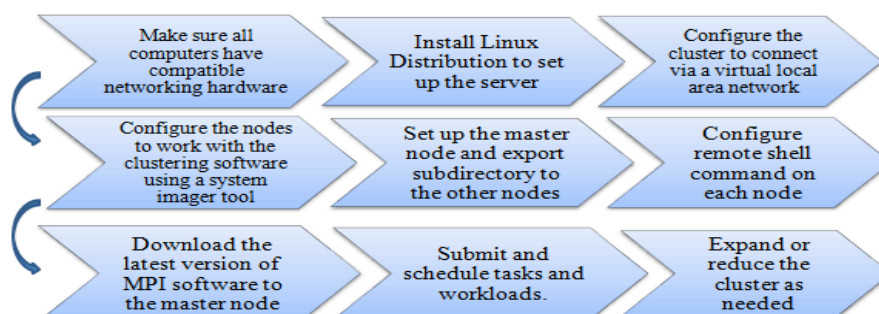 Make sure all
computers have
compatible
networking hardware
Install Linux
Distribution to set
up the server
Configure the
cluster to connect
via a virtual local
area network
Configure the nodes
to work with the
clustering software
using a system
imager tool
Set up the master
node and export
subdirectory to
the other nodes
Configure
remote shell
command on
each node
Download the
latest version of
MPI software to
the master node
Submit and
schedule tasks and
workloads.
Expand or
reduce the
cluster as
needed